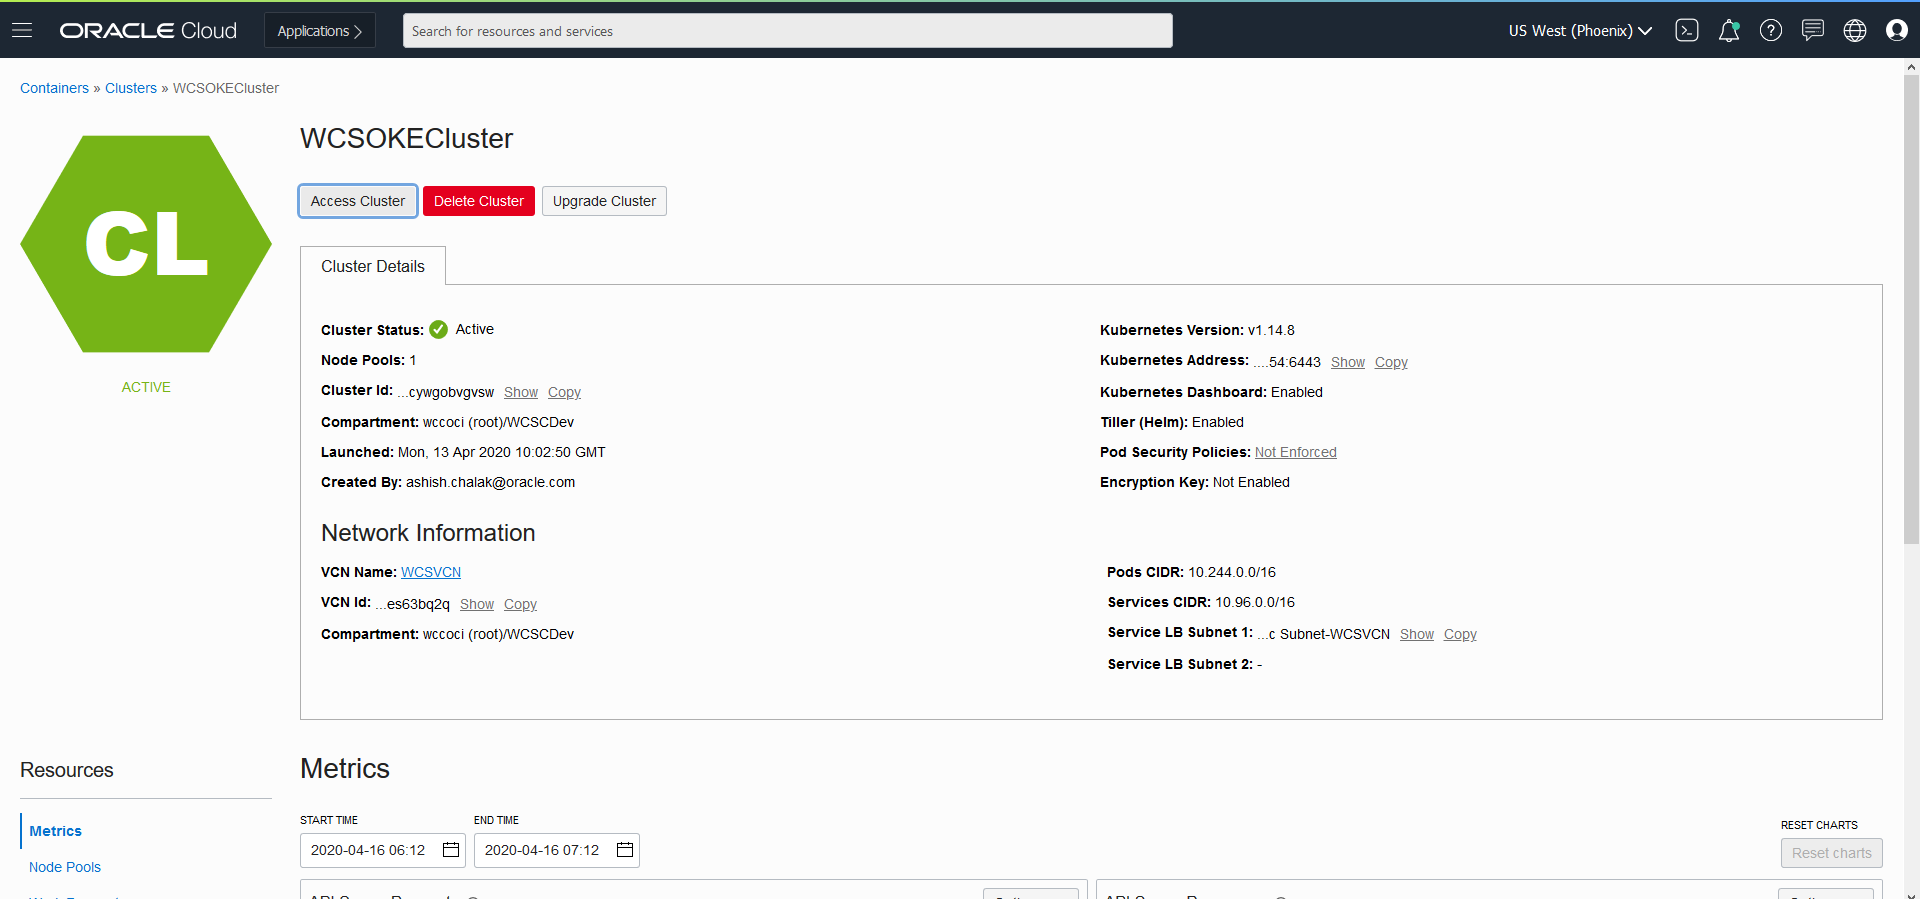 ORACLE Cloud Applications Search for resources and services US West (Phoenix)
Containers » Clusters » WCSOKECluster
CL
ACTIVE
WCSOKECluster
Access Cluster Delete Cluster Upgrade Cluster
Cluster Details
Cluster Status: Active
Node Pools: 1
Cluster Id: ...cywgobvgvsw Show Copy
Compartment: wccoci (root)/WCSCDev
Launched: Mon, 13 Apr 2020 10:02:50 GMT
Created By: ashish.chalak@oracle.com
Kubernetes Version: v1.14.8
Kubernetes Address: ....54:6443 Show Copy
Kubernetes Dashboard: Enabled
Tiller (Helm): Enabled
Pod Security Policies: Not Enforced
Encryption Key: Not Enabled
Network Information
VCN Name: WCSVCN
VCN Id: ...es63bq2q Show Copy
Compartment: wccoci (root)/WCSCDev
Pods CIDR: 10.244.0.0/16
Services CIDR: 10.96.0.0/16
Service LB Subnet 1: ...c Subnet-WCSVCN Show Copy
Service LB Subnet 2: -
Resources
Metrics
Node Pools
Metrics
START TIME END TIME
2020-04-16 06:12 2020-04-16 07:12
RESET CHARTS
Reset charts